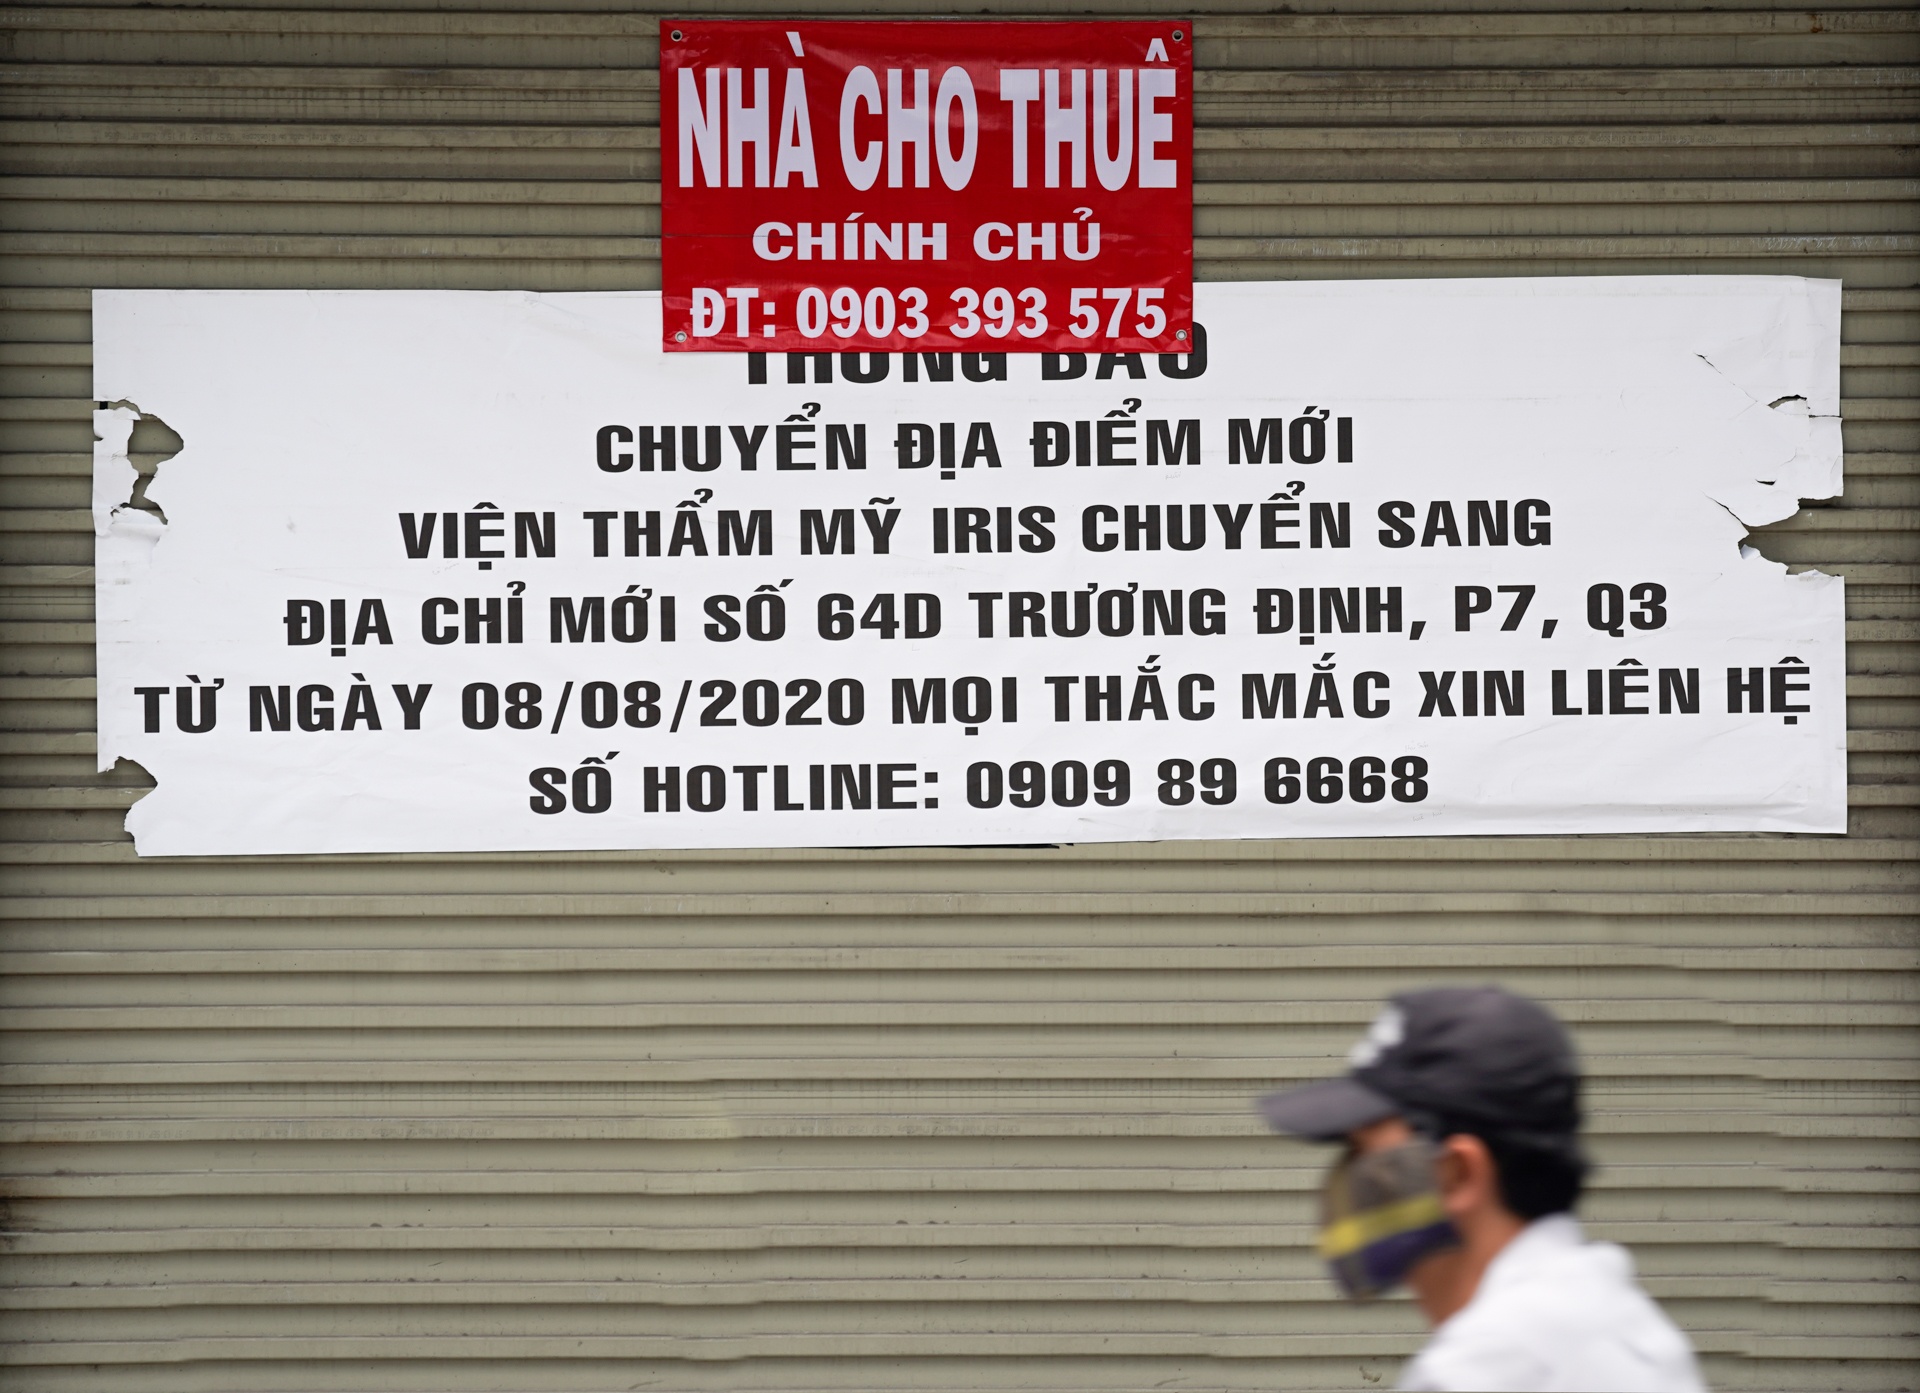 NHÀ CHO THUÊ
CHÍNH CHỦ
ĐT: 0903 393 575
THÔNG BÁO
CHUYỂN ĐỊA ĐIỂM MỚI
VIỆN THẨM MỸ IRIS CHUYỂN SANG
ĐỊA CHỈ MỚI SỐ 64D TRƯƠNG ĐỊNH, P7, Q3
TỪ NGÀY 08/08/2020 MỌI THẮC MẮC XIN LIÊN HỆ
SỐ HOTLINE: 0909 89 6668